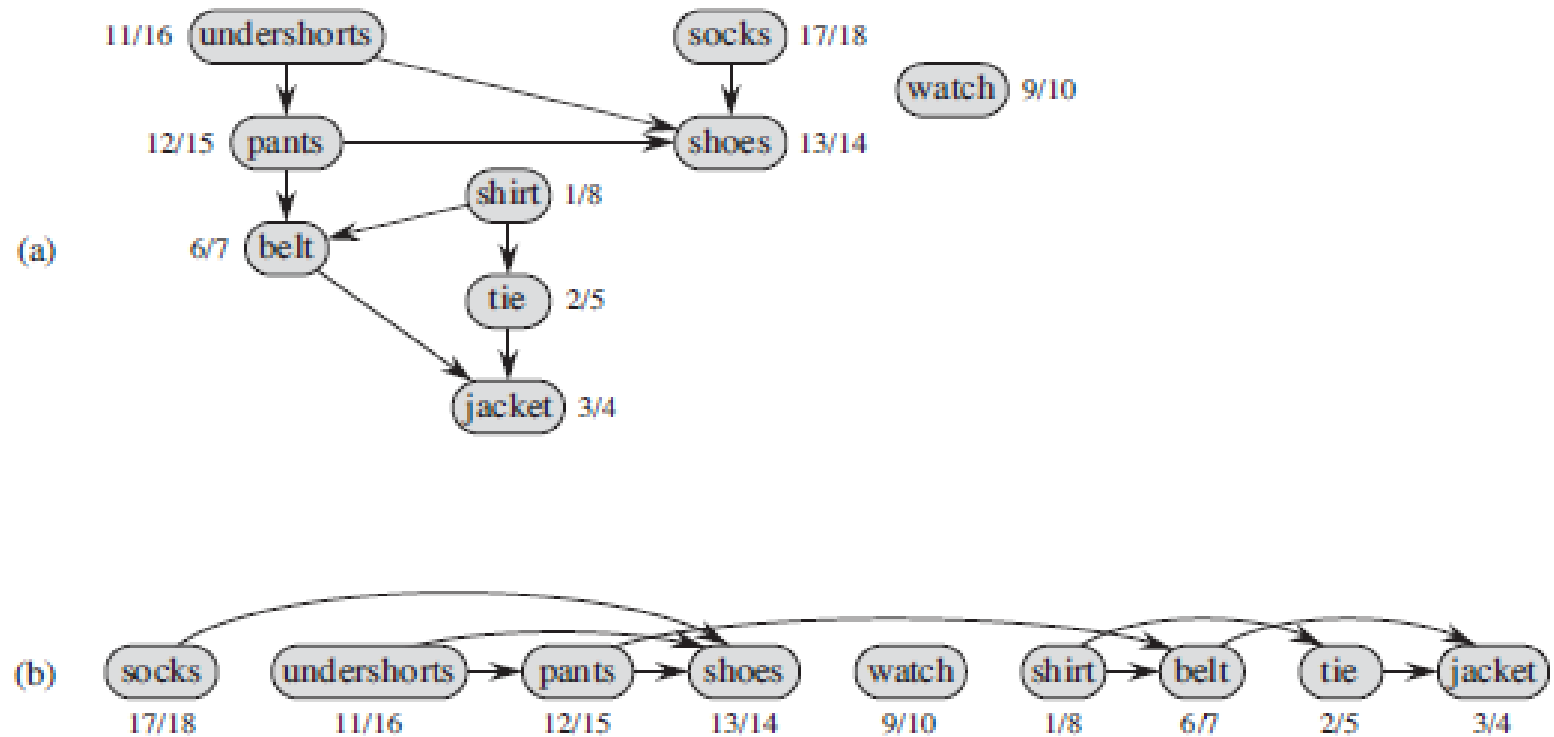 11/16 undershorts socks 17/18
watch 9/10
12/15 pants shoes 13/14
shirt 1/8
(a) 6/7 belt
tie 2/5
jacket 3/4
(b) socks undershorts pants shoes watch shirt belt tie jacket
17/18 11/16 12/15 13/14 9/10 1/8 6/7 2/5 3/4